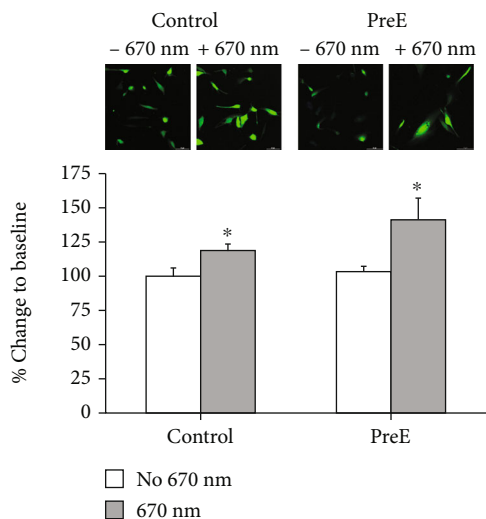 Control PreE
– 670 nm + 670 nm – 670 nm + 670 nm
% Change to baseline
175
150
125
100
75
50
25
0
*
*
Control PreE
No 670 nm
670 nm